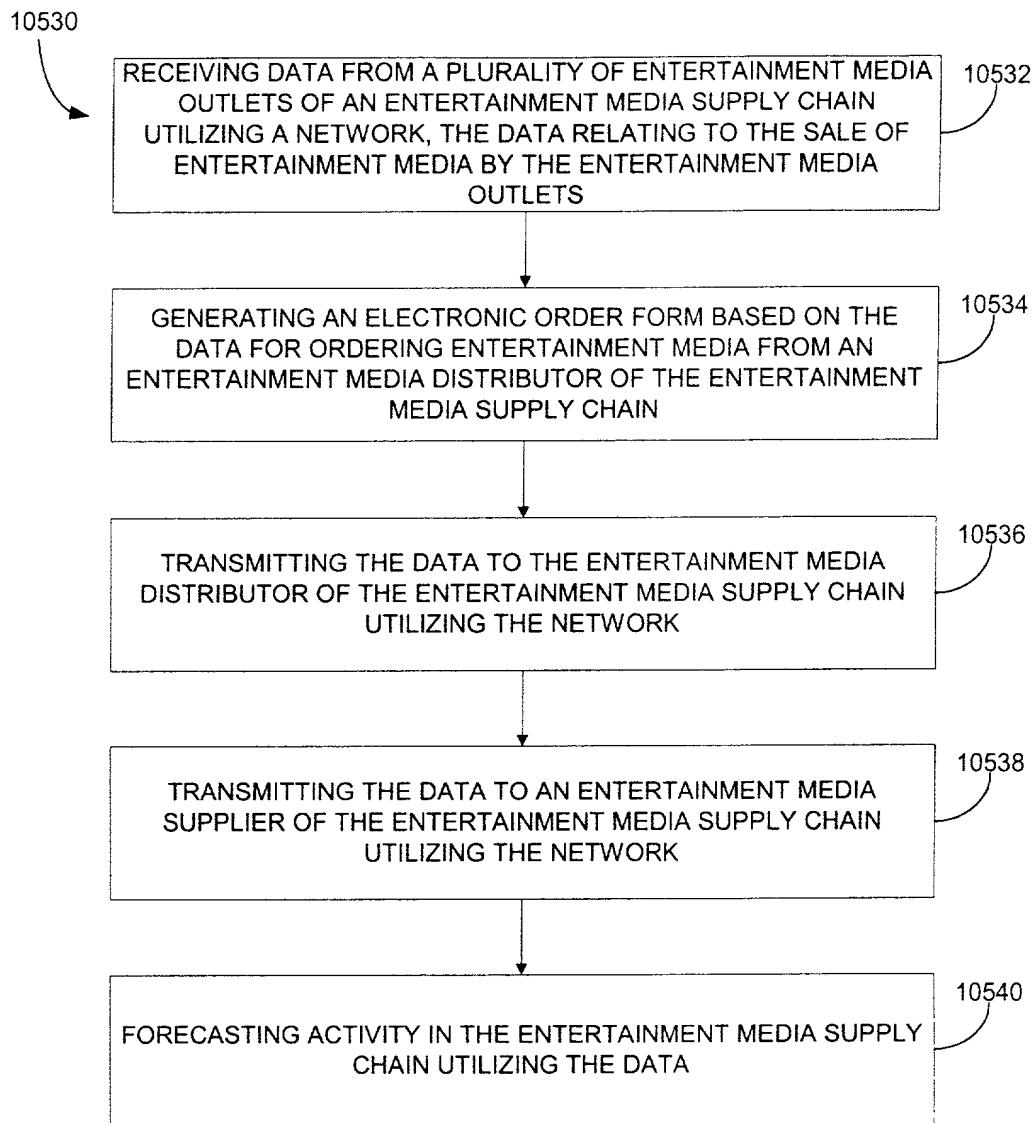 10530
RECEIVING DATA FROM A PLURALITY OF ENTERTAINMENT MEDIA
OUTLETS OF AN ENTERTAINMENT MEDIA SUPPLY CHAIN
UTILIZING A NETWORK, THE DATA RELATING TO THE SALE OF
ENTERTAINMENT MEDIA BY THE ENTERTAINMENT MEDIA
OUTLETS
10532
GENERATING AN ELECTRONIC ORDER FORM BASED ON THE
DATA FOR ORDERING ENTERTAINMENT MEDIA FROM AN
ENTERTAINMENT MEDIA DISTRIBUTOR OF THE ENTERTAINMENT
MEDIA SUPPLY CHAIN
10534
TRANSMITTING THE DATA TO THE ENTERTAINMENT MEDIA
DISTRIBUTOR OF THE ENTERTAINMENT MEDIA SUPPLY CHAIN
UTILIZING THE NETWORK
10536
TRANSMITTING THE DATA TO AN ENTERTAINMENT MEDIA
SUPPLIER OF THE ENTERTAINMENT MEDIA SUPPLY CHAIN
UTILIZING THE NETWORK
10538
FORECASTING ACTIVITY IN THE ENTERTAINMENT MEDIA SUPPLY
CHAIN UTILIZING THE DATA
10540